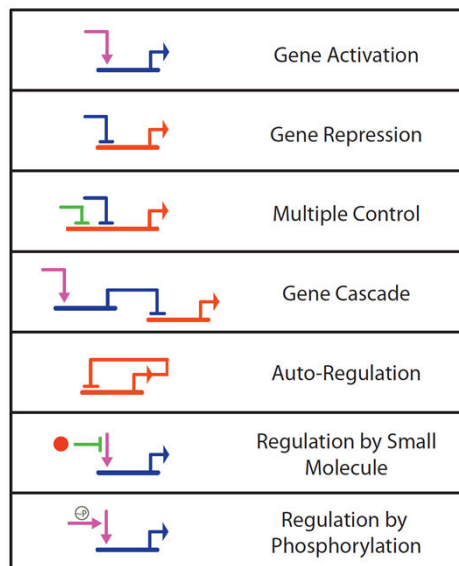 Gene Activation
Gene Repression
Multiple Control
Gene Cascade
Auto-Regulation
Regulation by Small
Molecule
~P
Regulation by
Phosphorylation